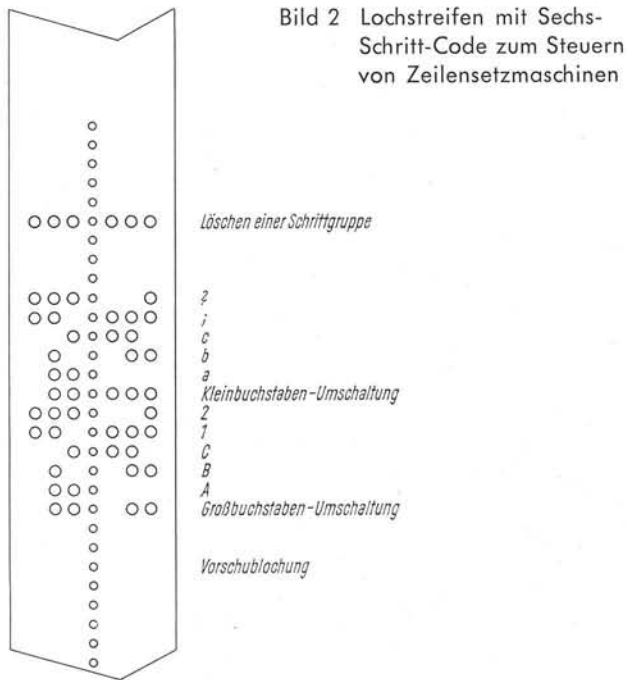 Bild 2 Lochstreifen mit Sechs-
Schritt-Code zum Steuern
von Zeilensetzmaschinen
Löschen einer Schrittgruppe
?
;
c
b
a
Kleinbuchstaben-Umschaltung
2
1
C
B
A
Großbuchstaben-Umschaltung
Vorschublochung